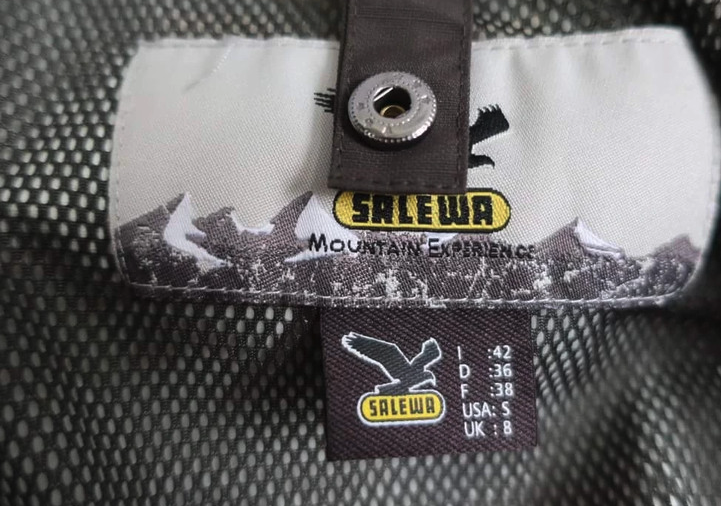 SALEWA
MOUNTAIN EXPERIENCE
SALEWA
I :42
D :36
F :38
USA: S
UK : 8